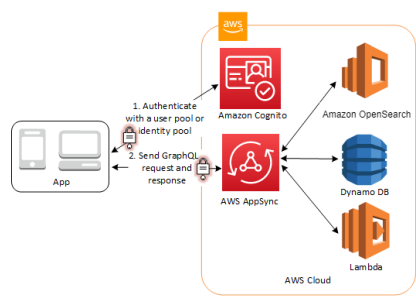 aws
1. Authenticate
with a user pool or
identity pool
Amazon Cognito
Amazon OpenSearch
2. Send GraphQL
request and
response
App
AWS AppSync
Dynamo DB
Lambda
AWS Cloud